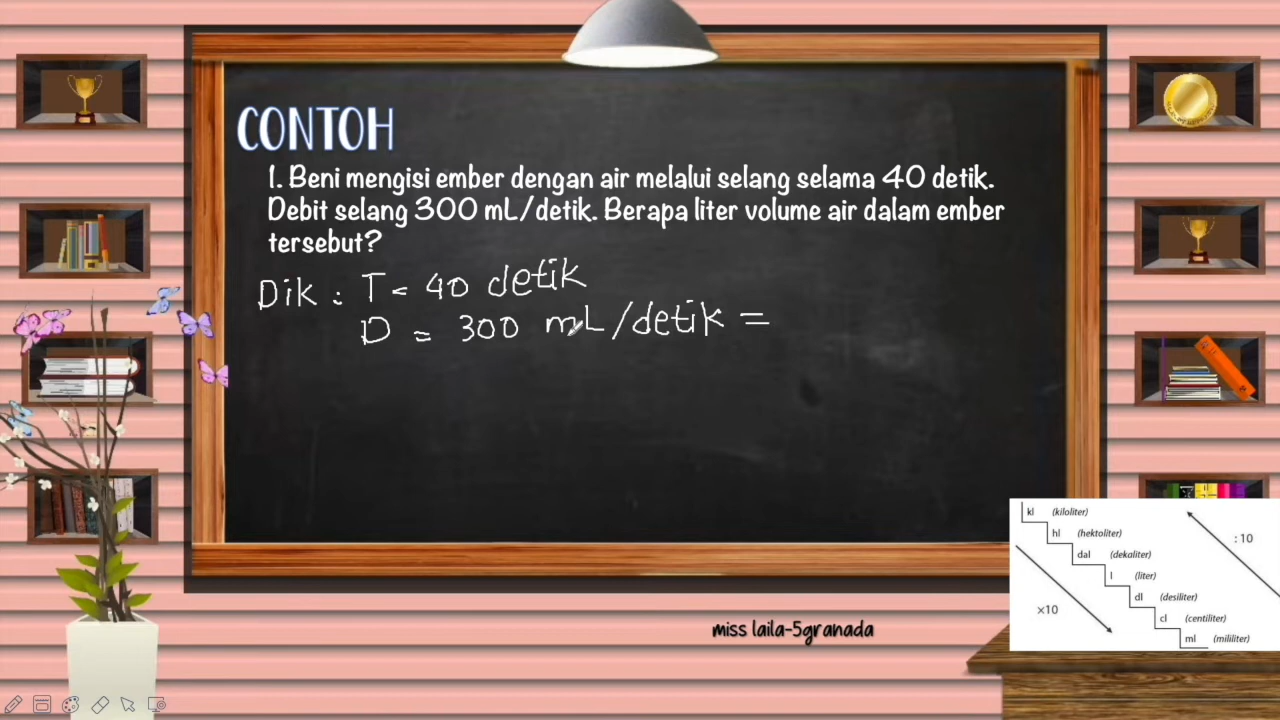 CONTOH
1. Beni mengisi ember dengan air melalui selang selama 40 detik.
Debit selang 300 mL/detik. Berapa liter volume air dalam ember
tersebut?
Dik : T = 40 detik
D = 300 mL/detik =
kl (kiloliter)
hl (hektoliter)
dal (dekaliter)
l (liter)
dl (desiliter)
cl (centiliter)
ml (mililiter)
: 10
×10
miss laila-5granada